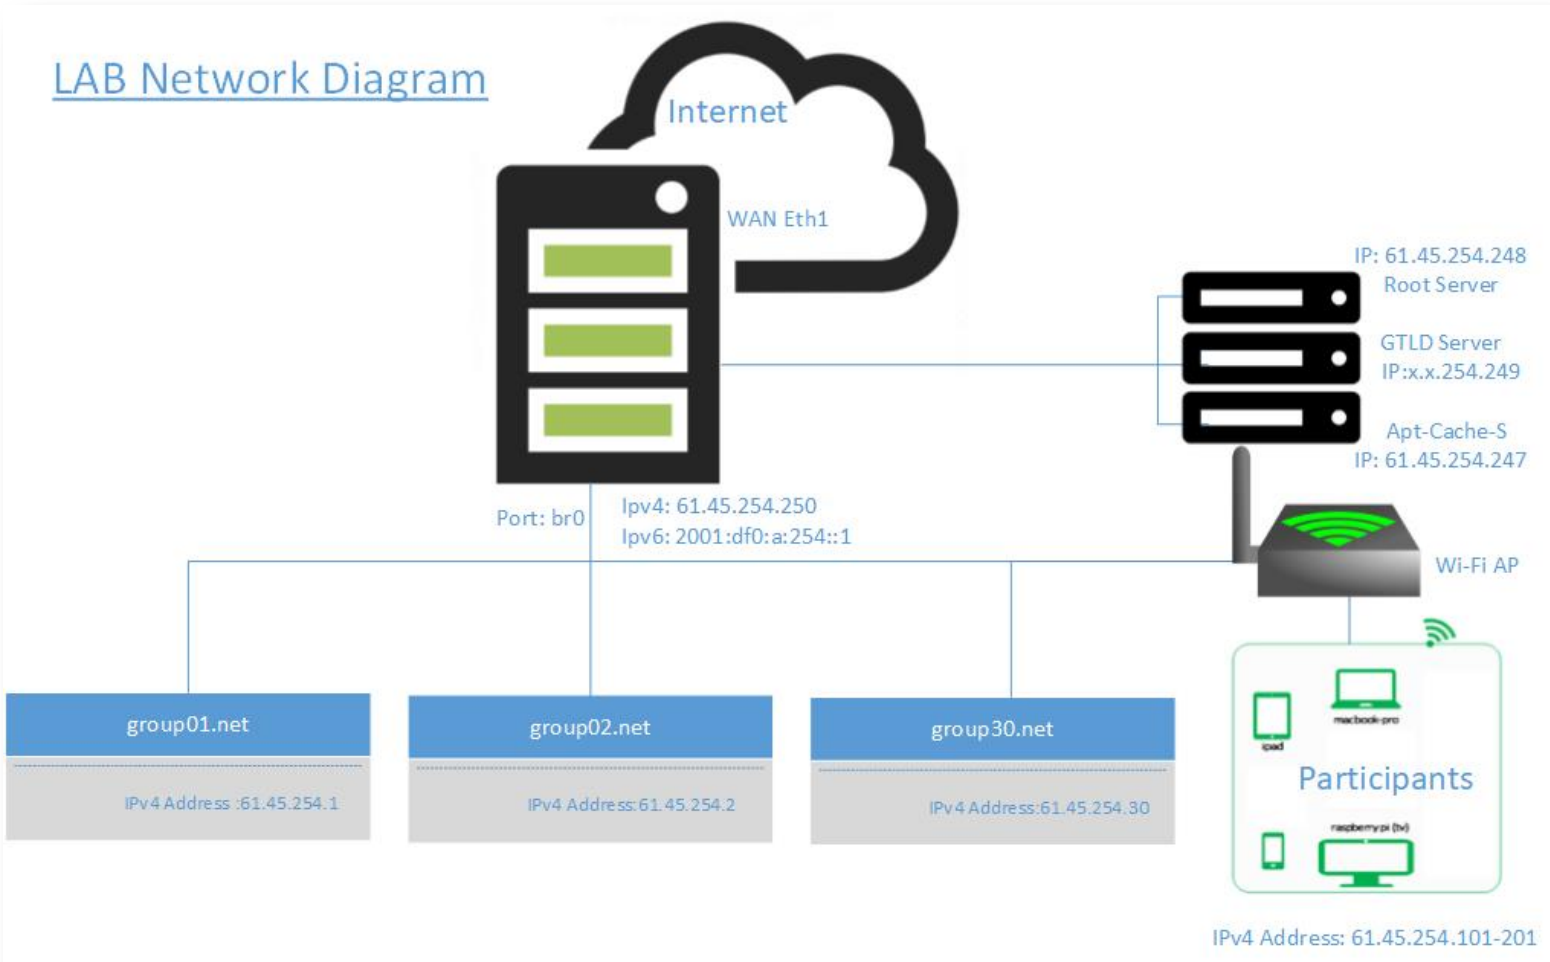 LAB Network Diagram
Internet
WAN Eth1
IP: 61.45.254.248
Root Server
GTLD Server
IP:x.x.254.249
Apt-Cache-S
IP: 61.45.254.247
Port: br0
Ipv4: 61.45.254.250
Ipv6: 2001:df0:a:254::1
Wi-Fi AP
group01.net
IPv4 Address :61.45.254.1
group02.net
IPv4 Address:61.45.254.2
group30.net
IPv4 Address:61.45.254.30
macbook-pro
ipad
Participants
raspberry pi (tv)
IPv4 Address: 61.45.254.101-201